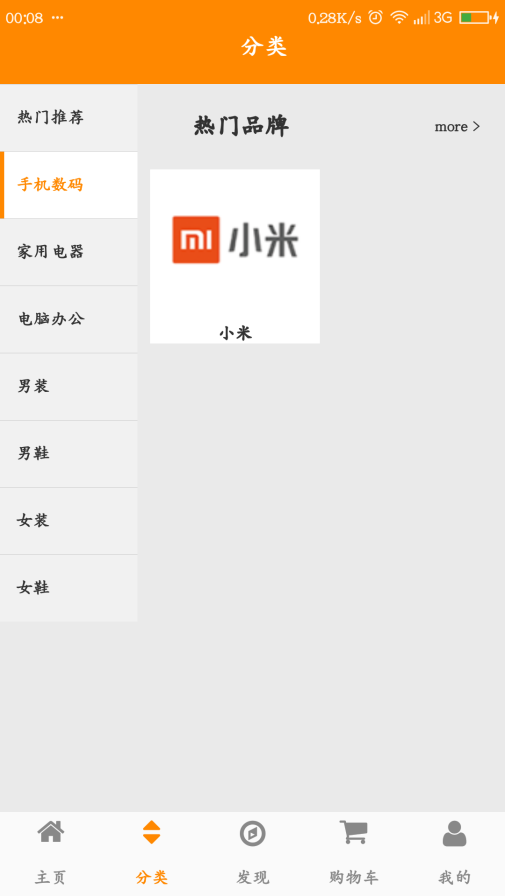 00:08 ... 0.28K/s 3G
分类
热门推荐
手机数码
家用电器
电脑办公
男装
男鞋
女装
女鞋
热门品牌 more >
mi 小米
小米
主页 分类 发现 购物车 我的